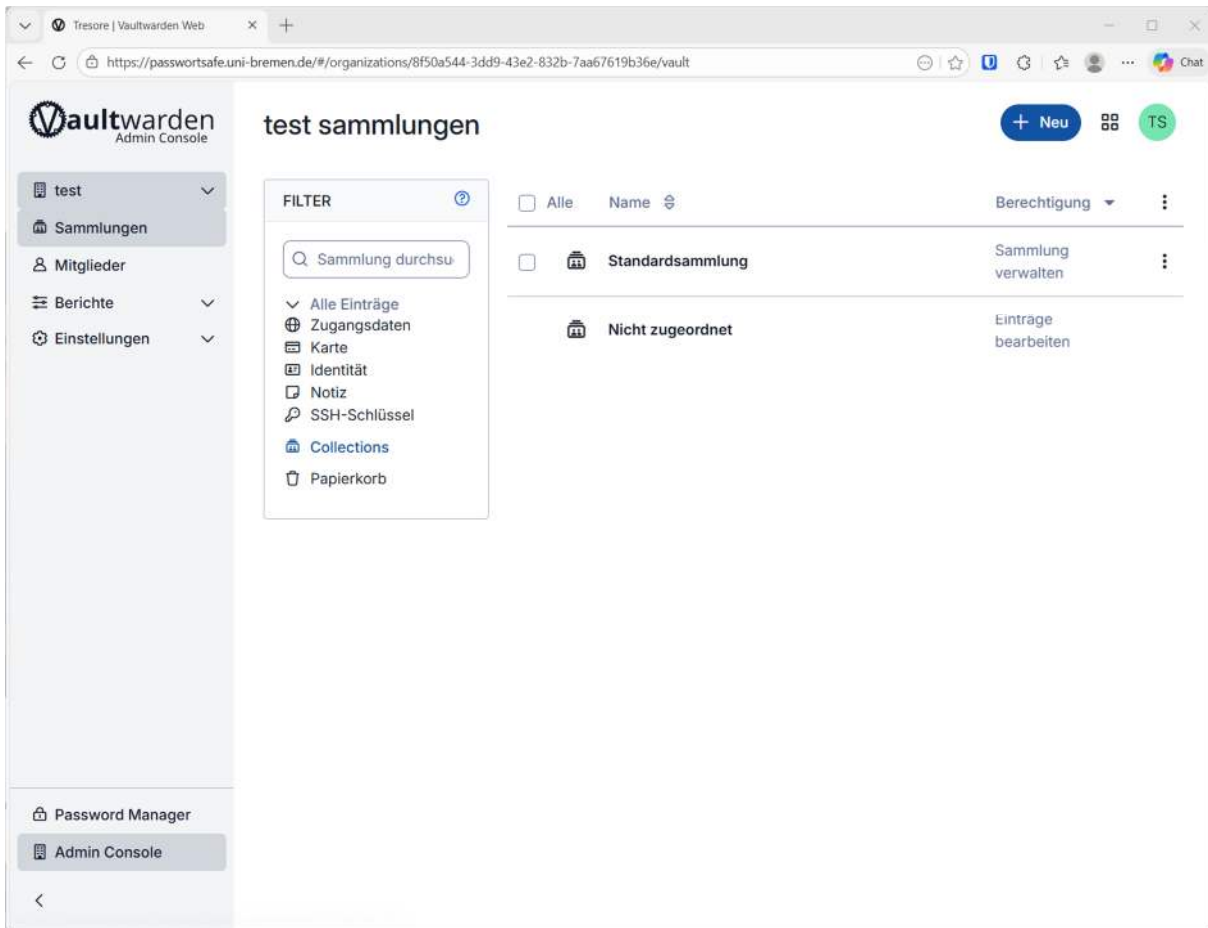 Tresore | Vaultwarden Web
https://passwortsafe.uni-bremen.de/#/organizations/8f50a544-3dd9-43e2-832b-7aa67619b36e/vault
Chat
Vaultwarden
Admin Console
test
Sammlungen
Mitglieder
Berichte
Einstellungen
Password Manager
Admin Console
test sammlungen
+ Neu
TS
FILTER
Sammlung durchsu
Alle Einträge
Zugangsdaten
Karte
Identität
Notiz
SSH-Schlüssel
Collections
Papierkorb
Alle Name Berechtigung
Standardsammlung
Sammlung
verwalten
Nicht zugeordnet
Einträge
bearbeiten